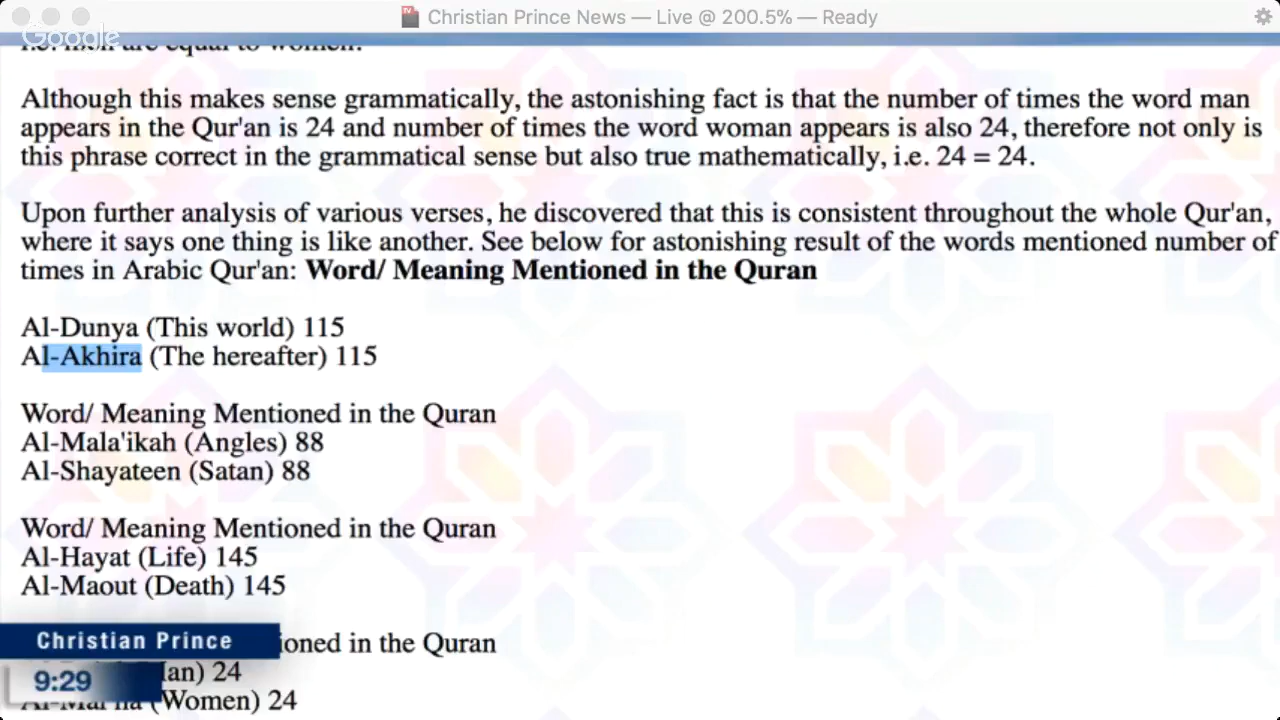 Christian Prince News — Live @ 200.5% — Ready
Google
i.e. men are equal to women.
Although this makes sense grammatically, the astonishing fact is that the number of times the word man
appears in the Qur'an is 24 and number of times the word woman appears is also 24, therefore not only is
this phrase correct in the grammatical sense but also true mathematically, i.e. 24 = 24.
Upon further analysis of various verses, he discovered that this is consistent throughout the whole Qur'an,
where it says one thing is like another. See below for astonishing result of the words mentioned number of
times in Arabic Qur'an: Word/ Meaning Mentioned in the Quran
Al-Dunya (This world) 115
Al-Akhira (The hereafter) 115
Word/ Meaning Mentioned in the Quran
Al-Mala'ikah (Angles) 88
Al-Shayateen (Satan) 88
Word/ Meaning Mentioned in the Quran
Al-Hayat (Life) 145
Al-Maout (Death) 145
Christian Prince
in the Quran
24
9:29
(Women) 24